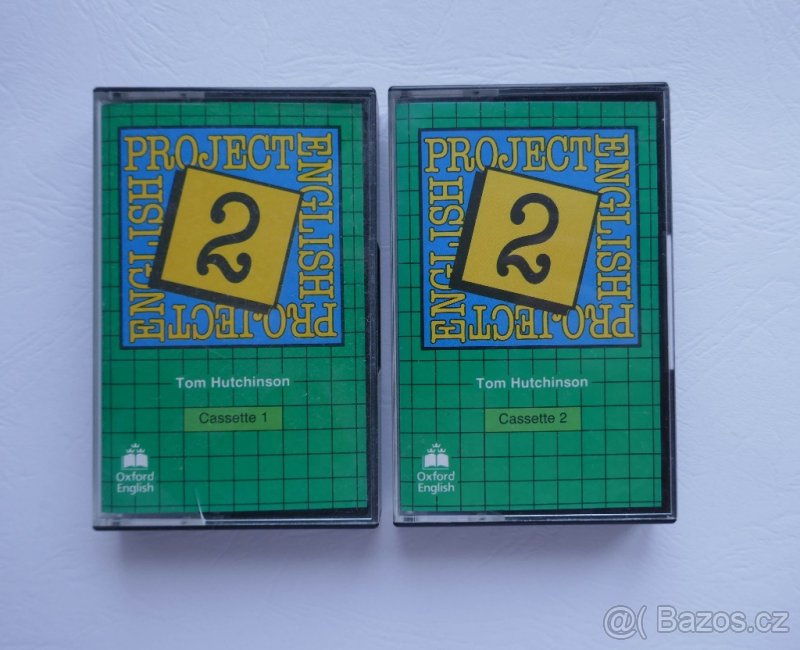 PROJECT ENGLISH
PROJECT ENGLISH
2
Tom Hutchinson
Cassette 1
Oxford
English
PROJECT ENGLISH
PROJECT ENGLISH
2
Tom Hutchinson
Cassette 2
Oxford
English
@( Bazos.cz